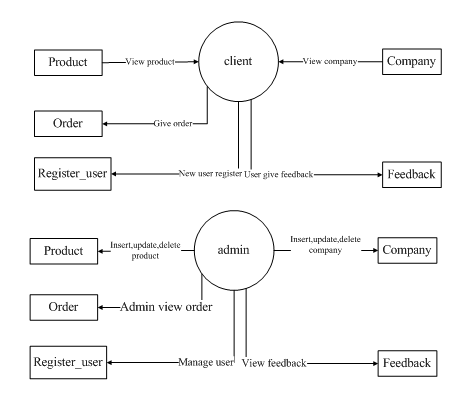 Product
View product
client
View company
Company
Order
Give order
Register_user
New user register
User give feedback
Feedback
Product
Insert,update,delete
product
admin
Insert,update,delete
company
Company
Order
Admin view order
Register_user
Manage user
View feedback
Feedback